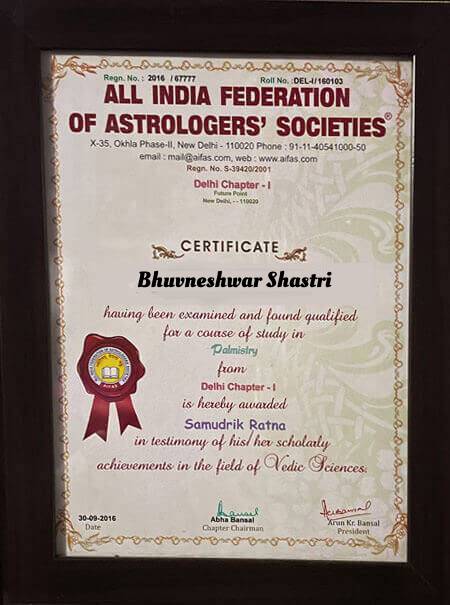 Regn. No. : 2016 / 67777 Roll No. :DEL-I/160103
ALL INDIA FEDERATION
OF ASTROLOGERS' SOCIETIES®
X-35, Okhla Phase-II, New Delhi - 110020 Phone : 91-11-40541000-50
email : mail@aifas.com, web : www.aifas.com
Regn. No. S-39420/2001
Delhi Chapter - I
Future Point
New Delhi, - - 110020
CERTIFICATE
Bhuvneshwar Shastri
having been examined and found qualified
for a course of study in
Palmistry
from
Delhi Chapter - I
is hereby awarded
Samudrik Ratna
in testimony of his/her scholarly
achievements in the field of Vedic Sciences.
30-09-2016
Date
Abha Bansal
Chapter Chairman
Arun Kr. Bansal
President